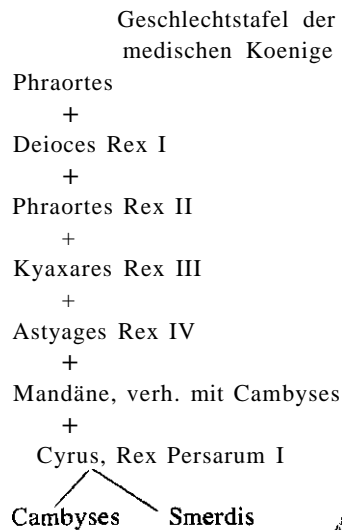 Geschlechtstafel der
medischen Koenige
Phraortes
+
Deioces Rex I
+
Phraortes Rex II
+
Kyaxares Rex III
+
Astyages Rex IV
+
Mandäne, verh. mit Cambyses
+
Cyrus, Rex Persarum I
Cambyses Smerdis